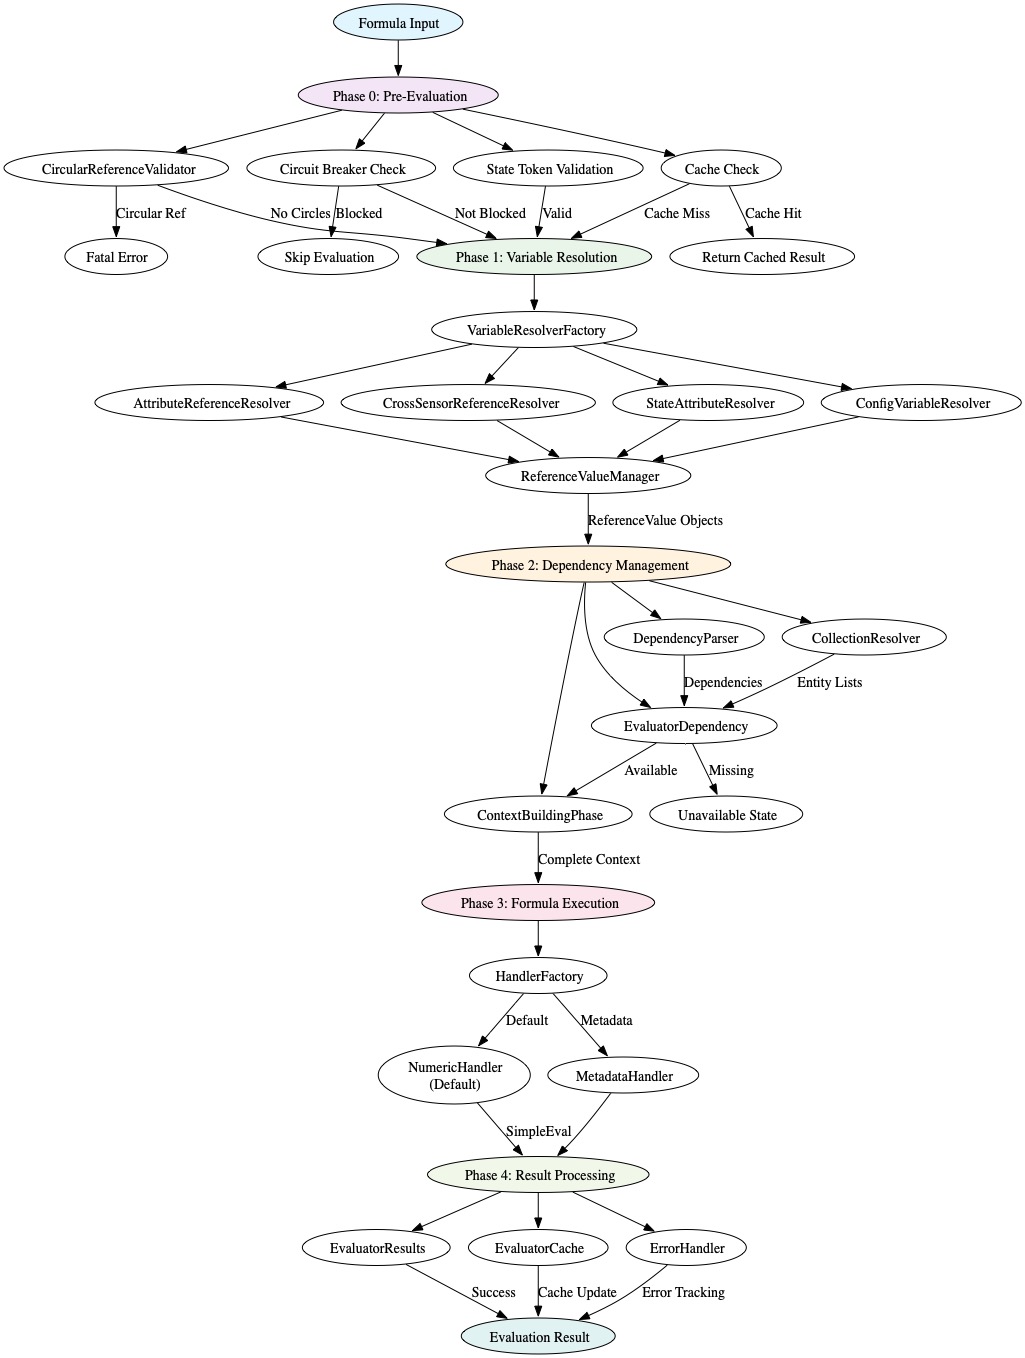 Formula Input
Phase 0: Pre-Evaluation
CircularReferenceValidator
Circuit Breaker Check
State Token Validation
Cache Check
Circular Ref
No Circles
Blocked
Not Blocked
Valid
Cache Miss
Cache Hit
Fatal Error
Skip Evaluation
Phase 1: Variable Resolution
Return Cached Result
VariableResolverFactory
AttributeReferenceResolver
CrossSensorReferenceResolver
StateAttributeResolver
ConfigVariableResolver
ReferenceValueManager
ReferenceValue Objects
Phase 2: Dependency Management
DependencyParser
CollectionResolver
Dependencies
Entity Lists
EvaluatorDependency
Available
Missing
ContextBuildingPhase
Unavailable State
Complete Context
Phase 3: Formula Execution
HandlerFactory
Default
Metadata
NumericHandler
(Default)
MetadataHandler
SimpleEval
Phase 4: Result Processing
EvaluatorResults
EvaluatorCache
ErrorHandler
Success
Cache Update
Error Tracking
Evaluation Result